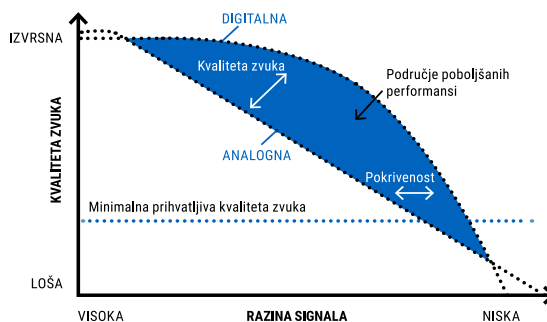 DIGITALNA
IZVRSNA
Kvaliteta zvuka
Područje poboljšanih
performansi
KVALITETA ZVUKA
ANALOGNA
Pokrivenost
Minimalna prihvatljiva kvaliteta zvuka
LOŠA
VISOKA
RAZINA SIGNALA
NISKA